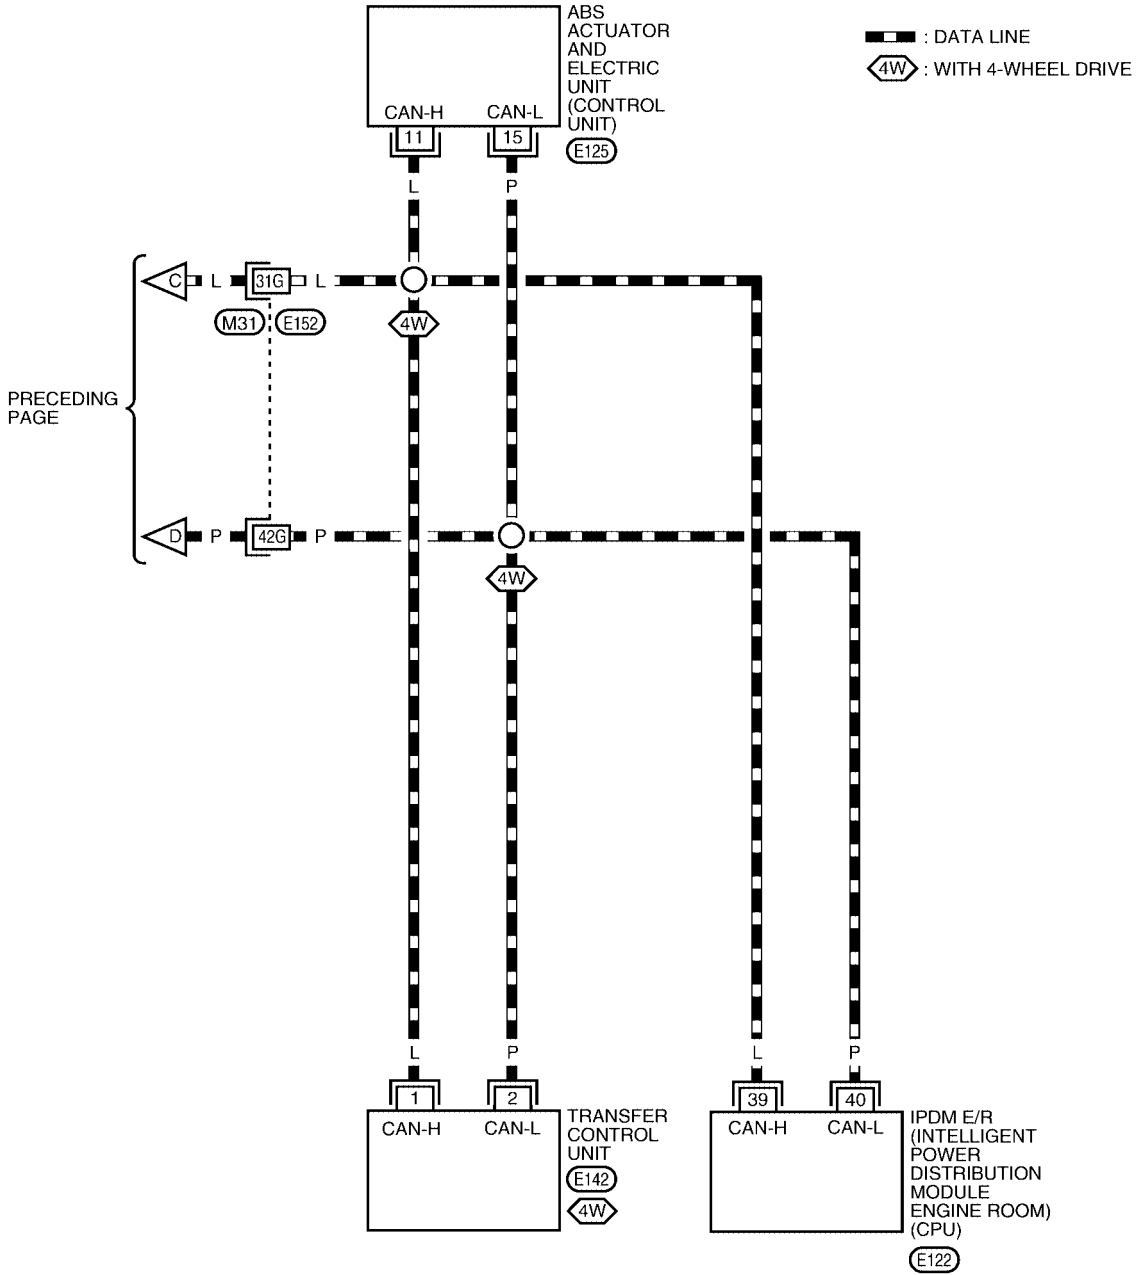 ABS
ACTUATOR
AND
ELECTRIC
UNIT
(CONTROL
UNIT)
E125
: DATA LINE
4W : WITH 4-WHEEL DRIVE
CAN-H CAN-L
11 15
L P
C L 31G L
M31 E152
4W
PRECEDING
PAGE
D P 42G P
4W
L P L P
1 2 39 40
CAN-H CAN-L
TRANSFER
CONTROL
UNIT
E142
4W
CAN-H CAN-L
IPDM E/R
(INTELLIGENT
POWER
DISTRIBUTION
MODULE
ENGINE ROOM)
(CPU)
E122